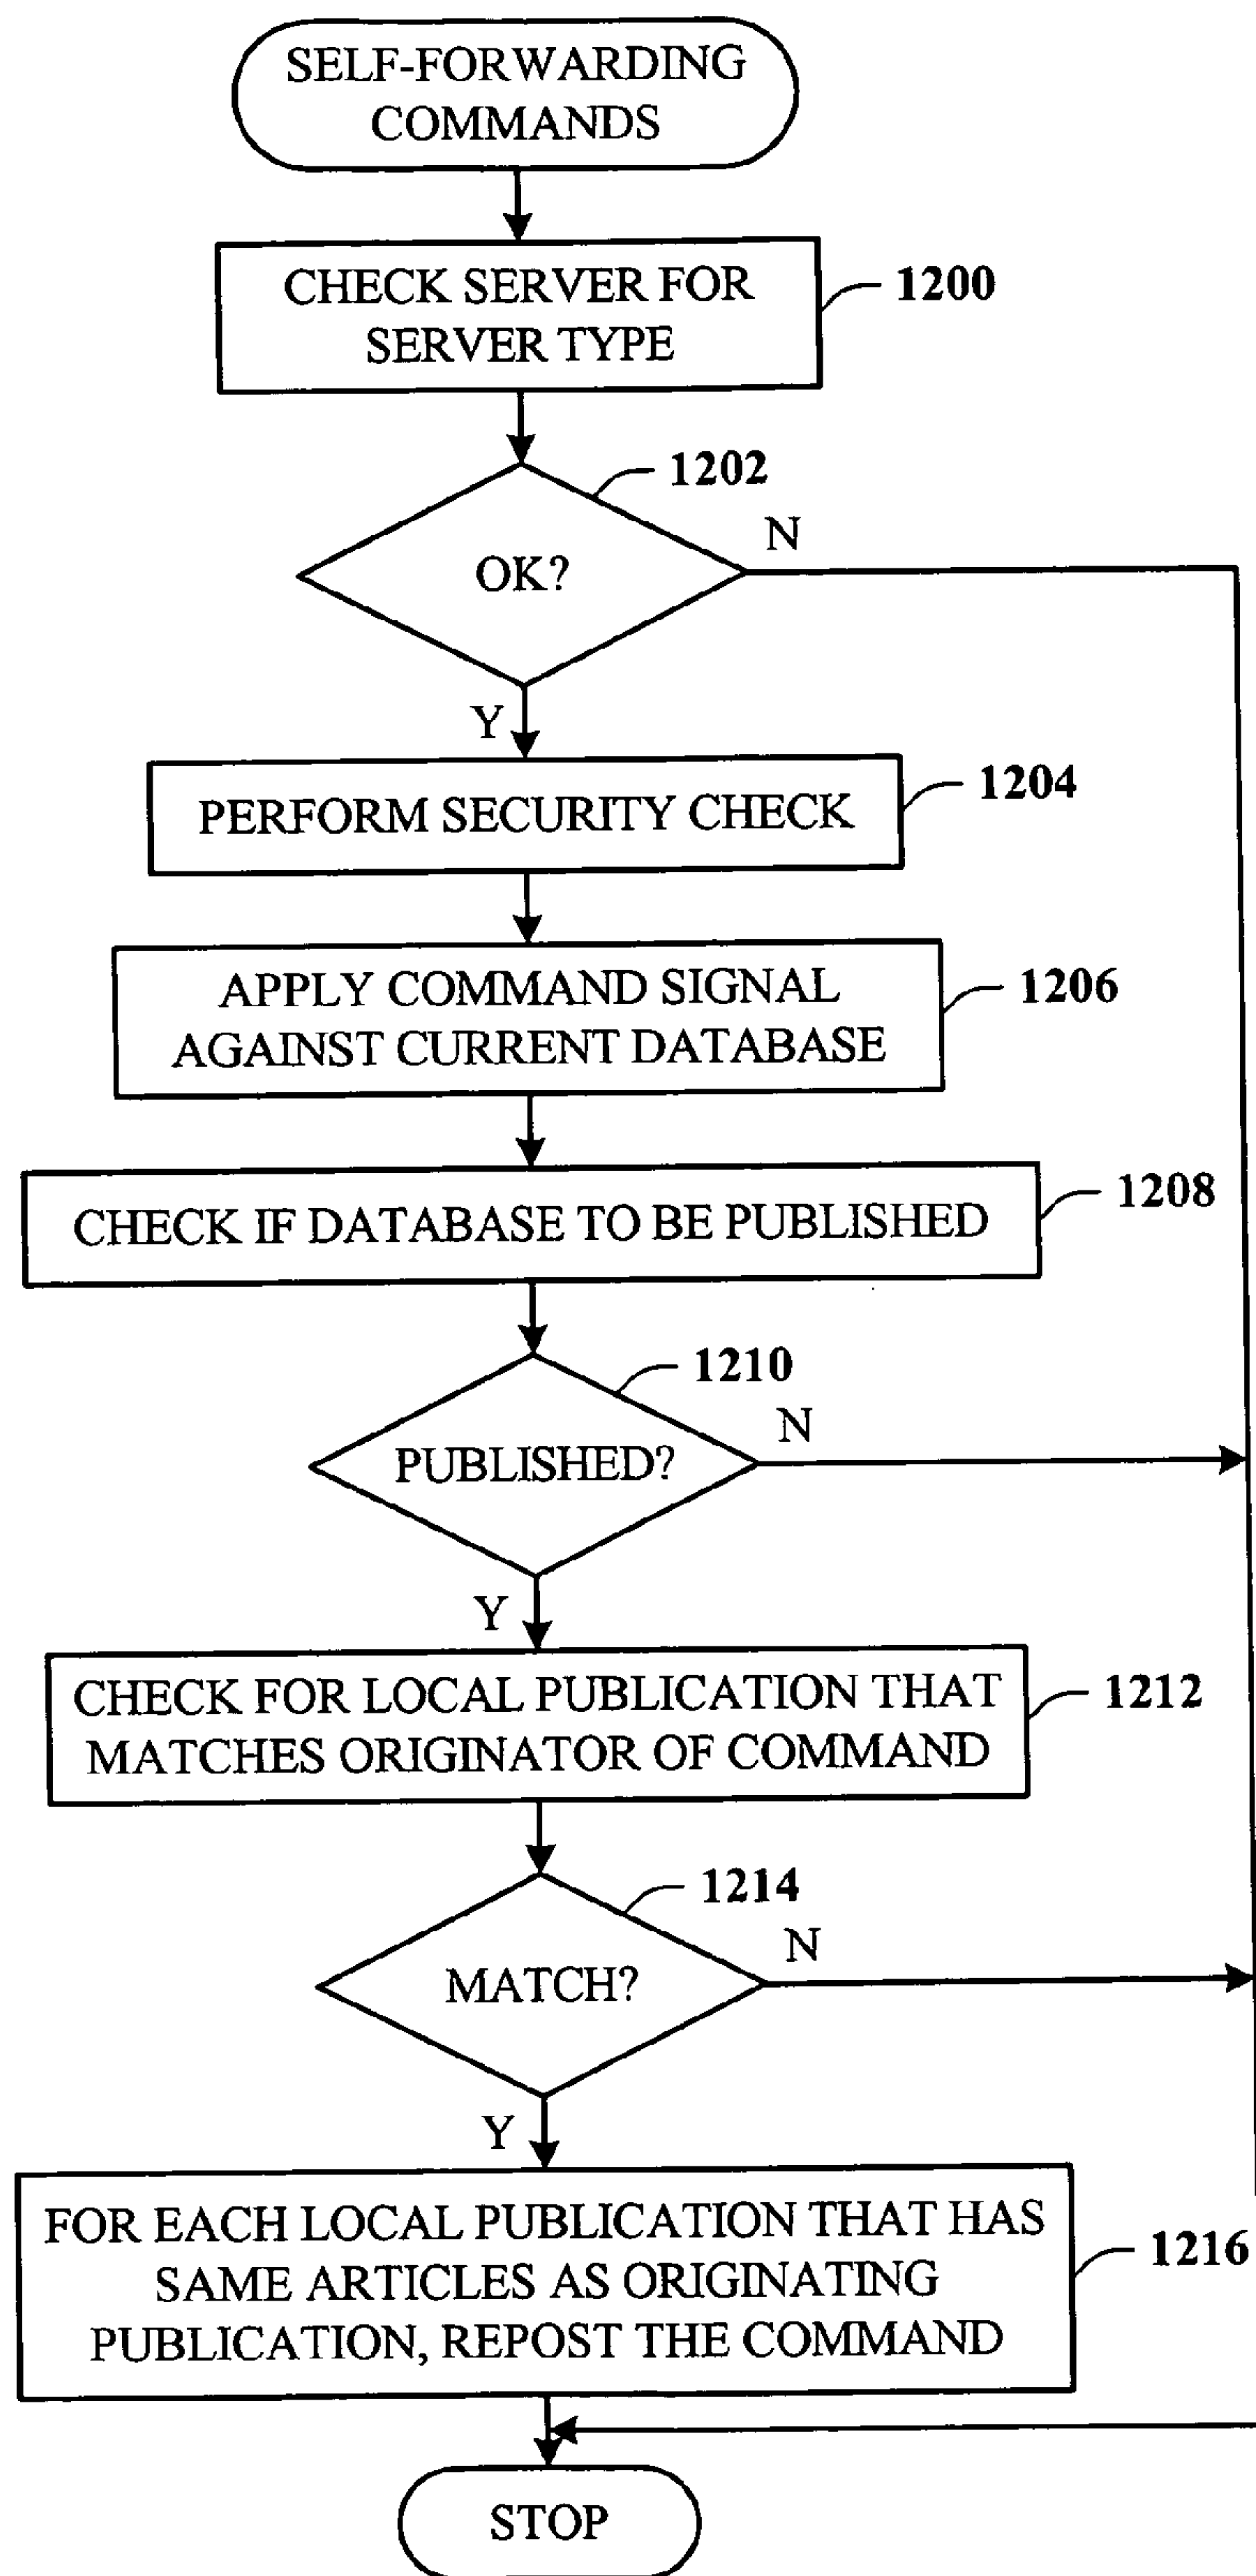 SELF-FORWARDING
COMMANDS
CHECK SERVER FOR
SERVER TYPE
1200
1202
OK?
N
Y
PERFORM SECURITY CHECK
1204
APPLY COMMAND SIGNAL
AGAINST CURRENT DATABASE
1206
CHECK IF DATABASE TO BE PUBLISHED
1208
1210
PUBLISHED?
N
Y
CHECK FOR LOCAL PUBLICATION THAT
MATCHES ORIGINATOR OF COMMAND
1212
1214
MATCH?
N
Y
FOR EACH LOCAL PUBLICATION THAT HAS
SAME ARTICLES AS ORIGINATING
PUBLICATION, REPOST THE COMMAND
1216
STOP